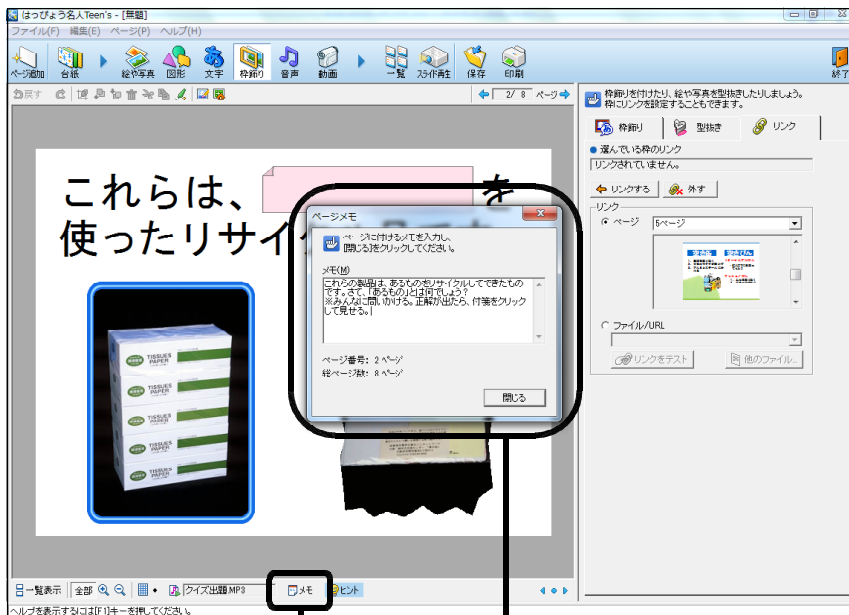 はっぴょう名人Teen's - [無題]
ファイル(F) 編集(E) ページ(P) ヘルプ(H)
ページ追加 台紙 絵や写真 図形 文字 枠飾り 音声 動画 一覧 スライド再生 保存 印刷 終了
戻す
2/ 8 ページ
枠飾りを付けたり、絵や写真を型抜きしたりしましょう。
枠にリンクを設定することもできます。
枠飾り 型抜き リンク
選んでいる枠のリンク
リンクされていません。
リンクする 外す
リンク
ページ 5ページ
ファイル/URL
リンクをテスト 他のファイル...
これらは、 を
使ったリサイ
TISSUES
PAPER
TISSUES
PAPER
TISSUES
PAPER
TISSUES
PAPER
TISSUES
PAPER
ページメモ
ページに付けるメモを入力し、
[閉じる]をクリックしてください。
メモ(M)
これらの製品は、あるものをリサイクルしてできたもの
です。さて、「あるもの」とは何でしょう?
※みんなに問いかける。正解が出たら、付箋をクリック
して見せる。
ページ番号: 2 ページ
総ページ数: 8 ページ
閉じる
一覧表示 全部 クイズ出題.MP3 メモ ヒント
ヘルプを表示するには[F1]キーを押してください。